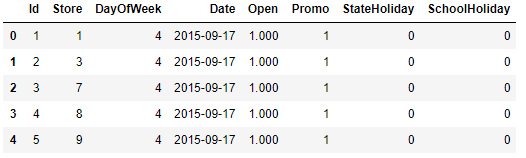 Id Store DayOfWeek Date Open Promo StateHoliday SchoolHoliday
0 1 1 4 2015-09-17 1.000 1 0 0
1 2 3 4 2015-09-17 1.000 1 0 0
2 3 7 4 2015-09-17 1.000 1 0 0
3 4 8 4 2015-09-17 1.000 1 0 0
4 5 9 4 2015-09-17 1.000 1 0 0